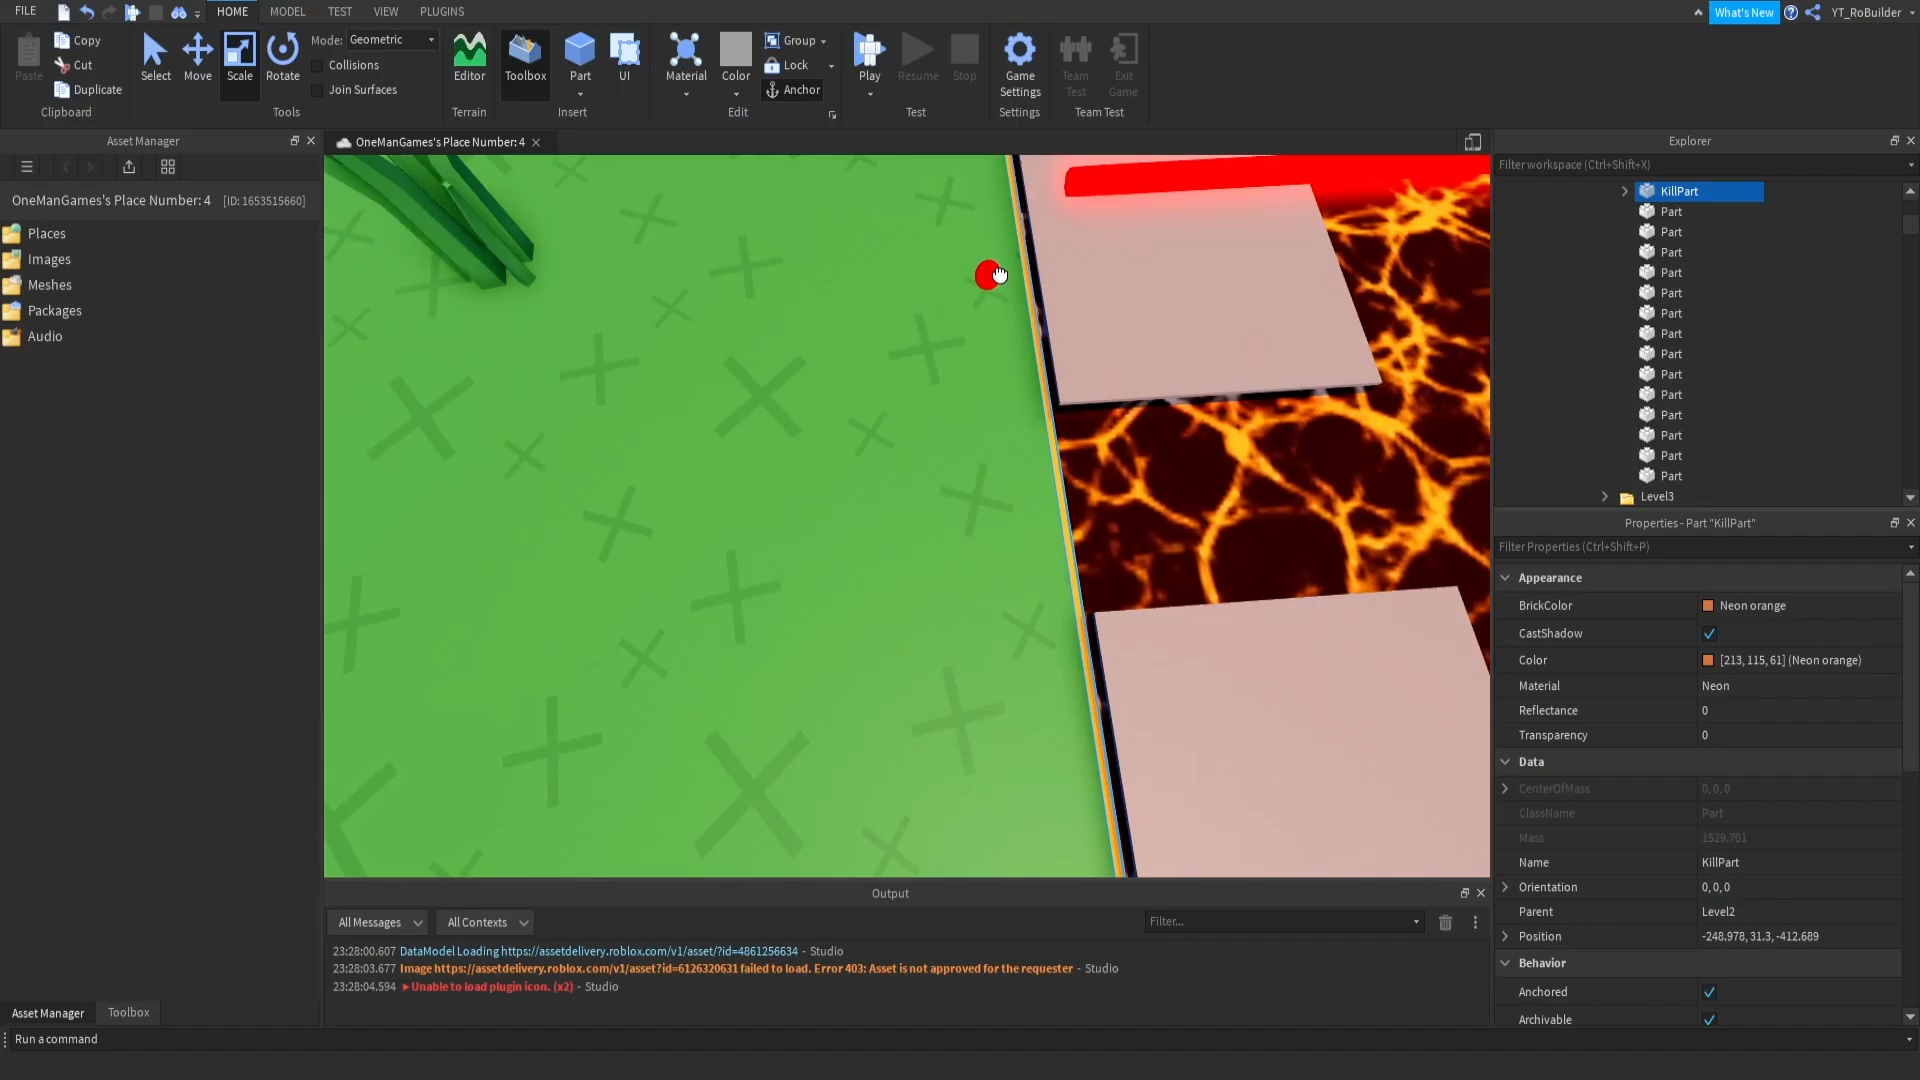 FILE
HOME
MODEL
TEST
VIEW
PLUGINS
What's New
YT_RoBuilder
Paste
Copy
Cut
Duplicate
Clipboard
Select
Move
Scale
Rotate
Mode: Geometric
Collisions
Join Surfaces
Tools
Editor
Terrain
Toolbox
Part
UI
Insert
Material
Color
Group
Lock
Anchor
Edit
Play
Resume
Stop
Test
Game
Settings
Settings
Team
Test
Exit
Game
Team Test
Asset Manager
OneManGames's Place Number: 4
[ID: 1653515660]
Places
Images
Meshes
Packages
Audio
Asset Manager
Toolbox
Run a command
OneManGames's Place Number: 4
Output
All Messages
All Contexts
Filter...
23:28:00.607 DataModel Loading https://assetdelivery.roblox.com/v1/asset/?id=4861256634 - Studio
23:28:03.677 Image https://assetdelivery.roblox.com/v1/asset?id=6126320631 failed to load. Error 403: Asset is not approved for the requester - Studio
23:28:04.594 Unable to load plugin icon. (x2) - Studio
Explorer
Filter workspace (Ctrl+Shift+X)
KillPart
Part
Part
Part
Part
Part
Part
Part
Part
Part
Part
Part
Part
Part
Part
Level3
Properties - Part "KillPart"
Filter Properties (Ctrl+Shift+P)
Appearance
BrickColor Neon orange
CastShadow
Color [213, 115, 61] (Neon orange)
Material Neon
Reflectance 0
Transparency 0
Data
CenterOfMass 0, 0, 0
ClassName Part
Mass 1529.701
Name KillPart
Orientation 0, 0, 0
Parent Level2
Position -248.978, 31.3, -412.689
Behavior
Anchored
Archivable